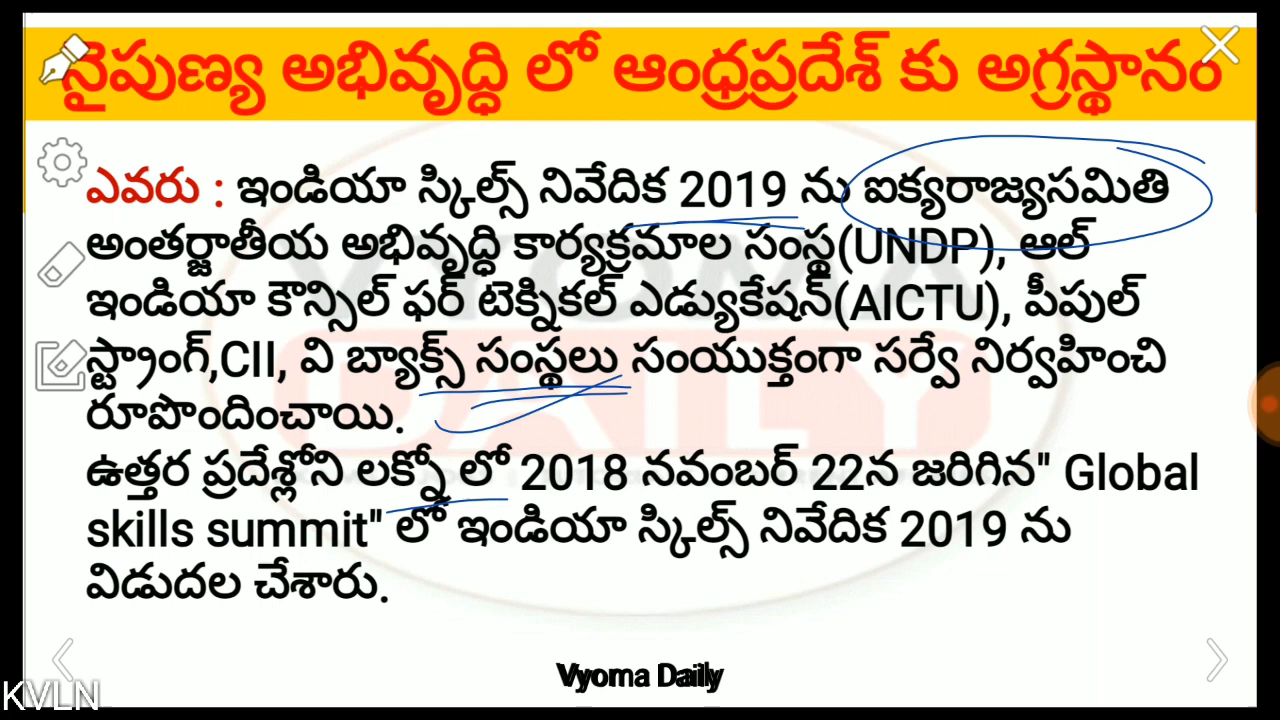 నైపుణ్య అభివృద్ధి లో ఆంధ్రప్రదేశ్ కు అగ్రస్థానం
ఎవరు : ఇండియా స్కిల్స్ నివేదిక 2019 ను ఐక్యరాజ్యసమితి
అంతర్జాతీయ అభివృద్ధి కార్యక్రమాల సంస్థ(UNDP), ఆల్
ఇండియా కౌన్సిల్ ఫర్ టెక్నికల్ ఎడ్యుకేషన్(AICTU), పీపుల్
స్ట్రాంగ్,CII, వి బ్యాక్స్ సంస్థలు సంయుక్తంగా సర్వే నిర్వహించి
రూపొందించాయి.
ఉత్తర ప్రదేశ్లోని లక్నో లో 2018 నవంబర్ 22న జరిగిన" Global
skills summit" లో ఇండియా స్కిల్స్ నివేదిక 2019 ను
విడుదల చేశారు.
Vyoma Daily
KVLN